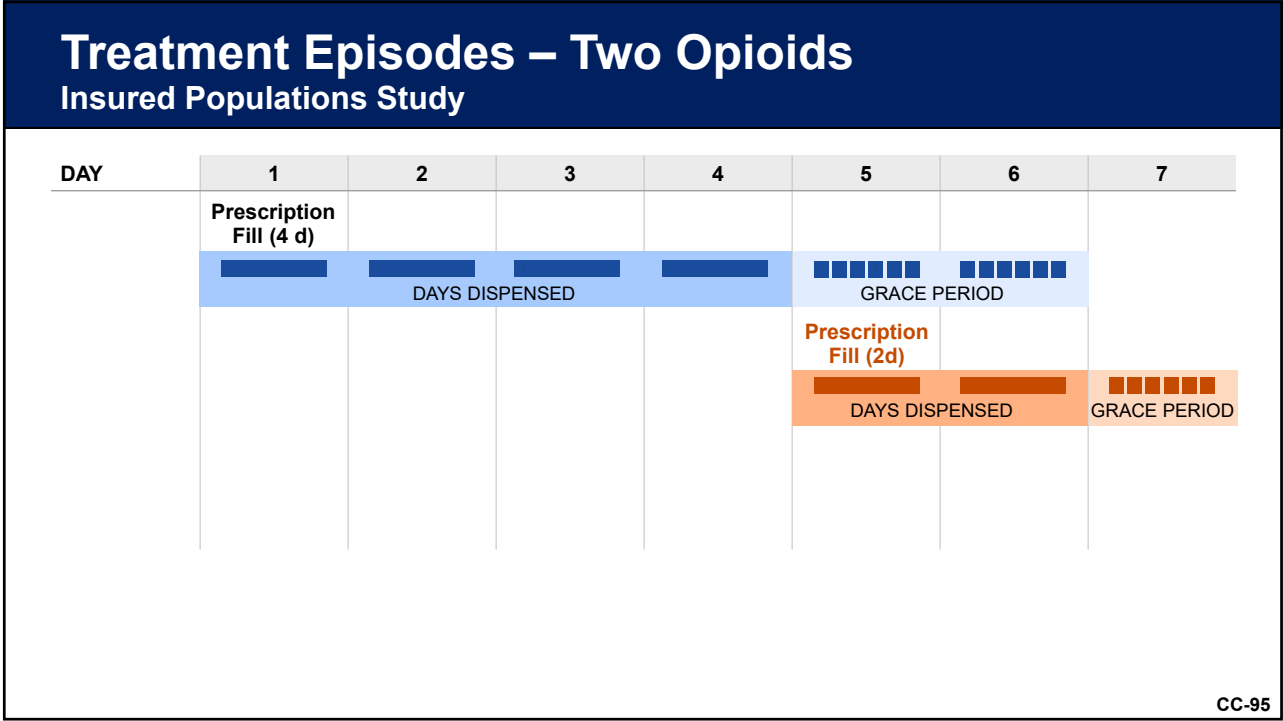 Treatment Episodes – Two Opioids
Insured Populations Study
DAY 1 2 3 4 5 6 7
Prescription
Fill (4 d)
DAYS DISPENSED GRACE PERIOD
Prescription
Fill (2d)
DAYS DISPENSED GRACE PERIOD
CC-95